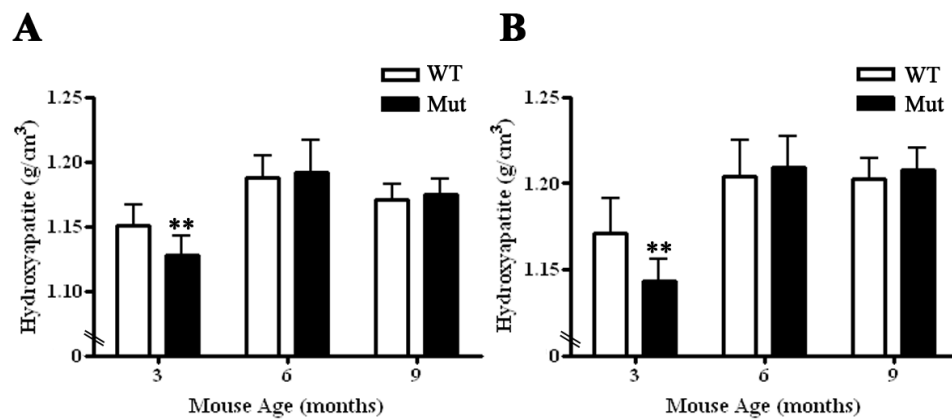 A
WT
Mut
Hydroxyapatite (g/cm³)
1.25
1.20
1.15
1.10
0
**
3
6
9
Mouse Age (months)
B
WT
Mut
Hydroxyapatite (g/cm³)
1.25
1.20
1.15
0
**
3
6
9
Mouse Age (months)